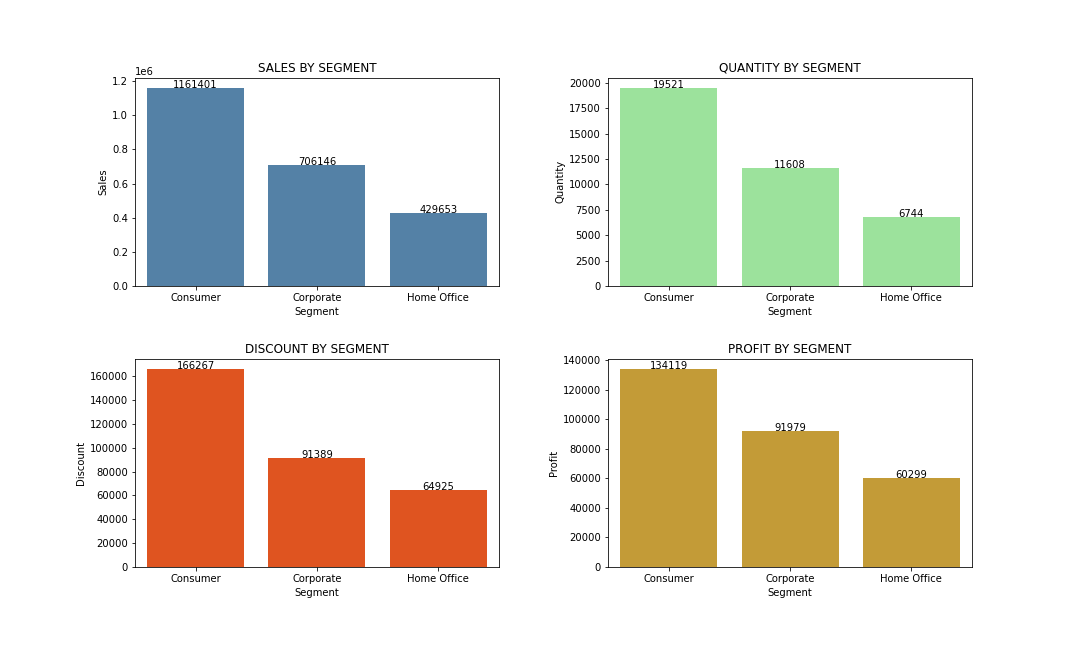 SALES BY SEGMENT
1e6
1.2
1.0
0.8
0.6
0.4
0.2
0.0
Sales
1161401
706146
429653
Consumer
Corporate
Home Office
Segment
QUANTITY BY SEGMENT
20000
17500
15000
12500
10000
7500
5000
2500
0
Quantity
19521
11608
6744
Consumer
Corporate
Home Office
Segment
DISCOUNT BY SEGMENT
160000
140000
120000
100000
80000
60000
40000
20000
0
Discount
166267
91389
64925
Consumer
Corporate
Home Office
Segment
PROFIT BY SEGMENT
140000
120000
100000
80000
60000
40000
20000
0
Profit
134119
91979
60299
Consumer
Corporate
Home Office
Segment